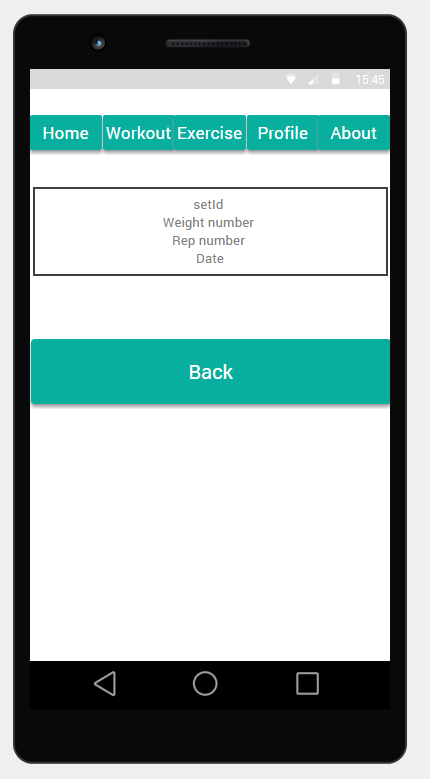 15:45
Home Workout Exercise Profile About
setId
Weight number
Rep number
Date
Back